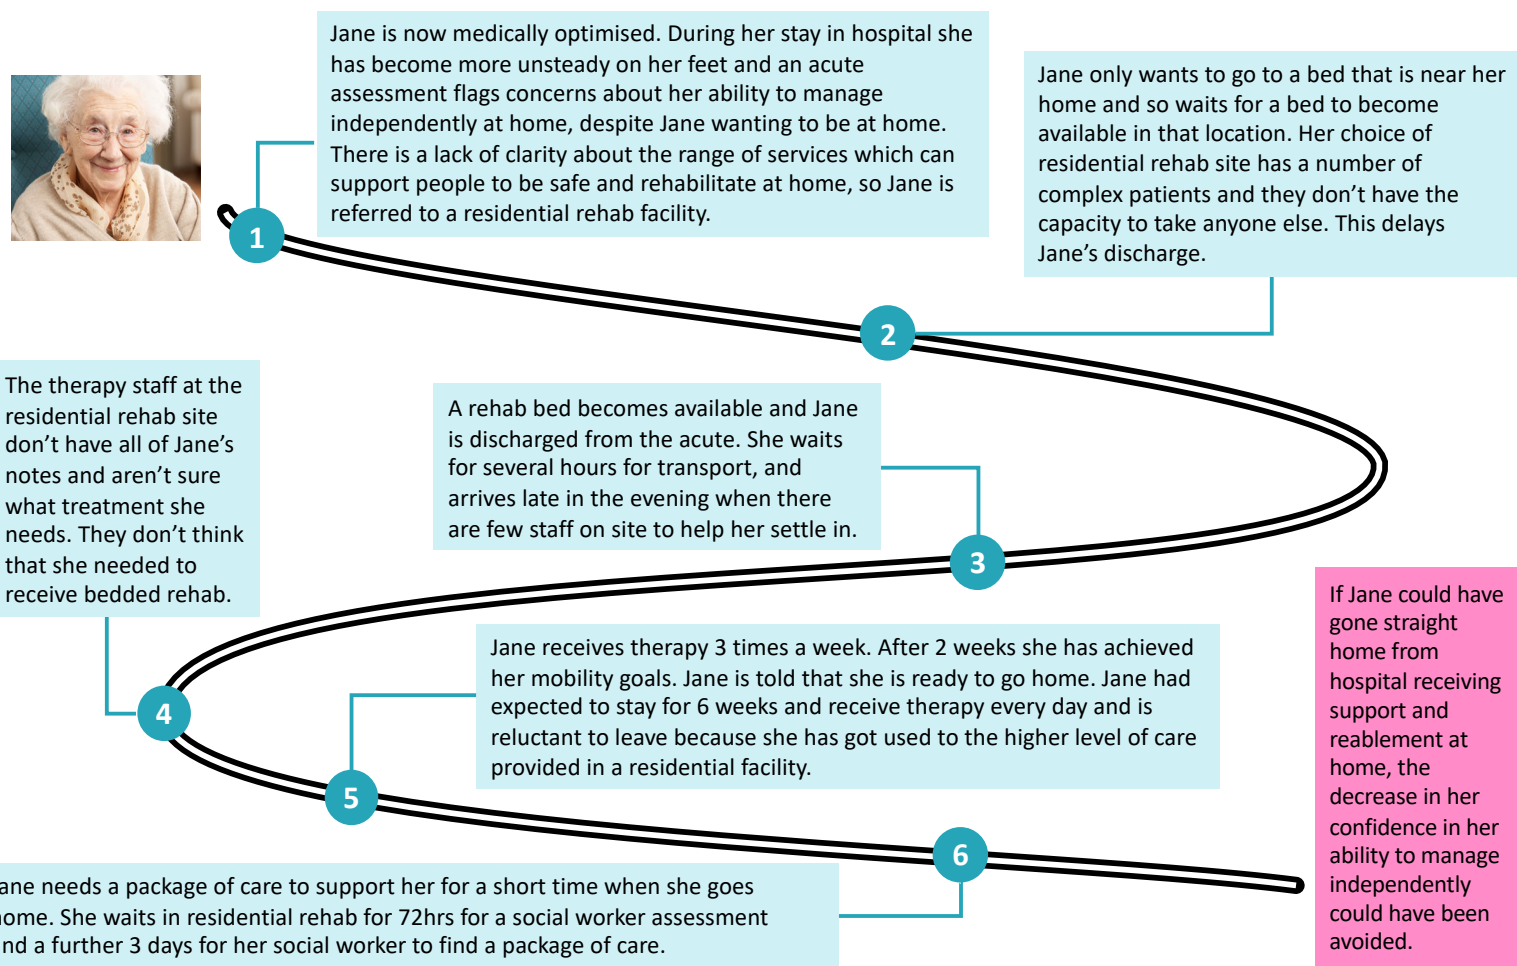 Jane is now medically optimised. During her stay in hospital she
has become more unsteady on her feet and an acute
assessment flags concerns about her ability to manage
independently at home, despite Jane wanting to be at home.
There is a lack of clarity about the range of services which can
support people to be safe and rehabilitate at home, so Jane is
referred to a residential rehab facility.
1
Jane only wants to go to a bed that is near her
home and so waits for a bed to become
available in that location. Her choice of
residential rehab site has a number of
complex patients and they don’t have the
capacity to take anyone else. This delays
Jane’s discharge.
2
A rehab bed becomes available and Jane
is discharged from the acute. She waits
for several hours for transport, and
arrives late in the evening when there
are few staff on site to help her settle in.
3
The therapy staff at the
residential rehab site
don’t have all of Jane’s
notes and aren’t sure
what treatment she
needs. They don’t think
that she needed to
receive bedded rehab.
4
Jane receives therapy 3 times a week. After 2 weeks she has achieved
her mobility goals. Jane is told that she is ready to go home. Jane had
expected to stay for 6 weeks and receive therapy every day and is
reluctant to leave because she has got used to the higher level of care
provided in a residential facility.
5
ane needs a package of care to support her for a short time when she goes
ome. She waits in residential rehab for 72hrs for a social worker assessment
nd a further 3 days for her social worker to find a package of care.
6
If Jane could have
gone straight
home from
hospital receiving
support and
reablement at
home, the
decrease in her
confidence in her
ability to manage
independently
could have been
avoided.